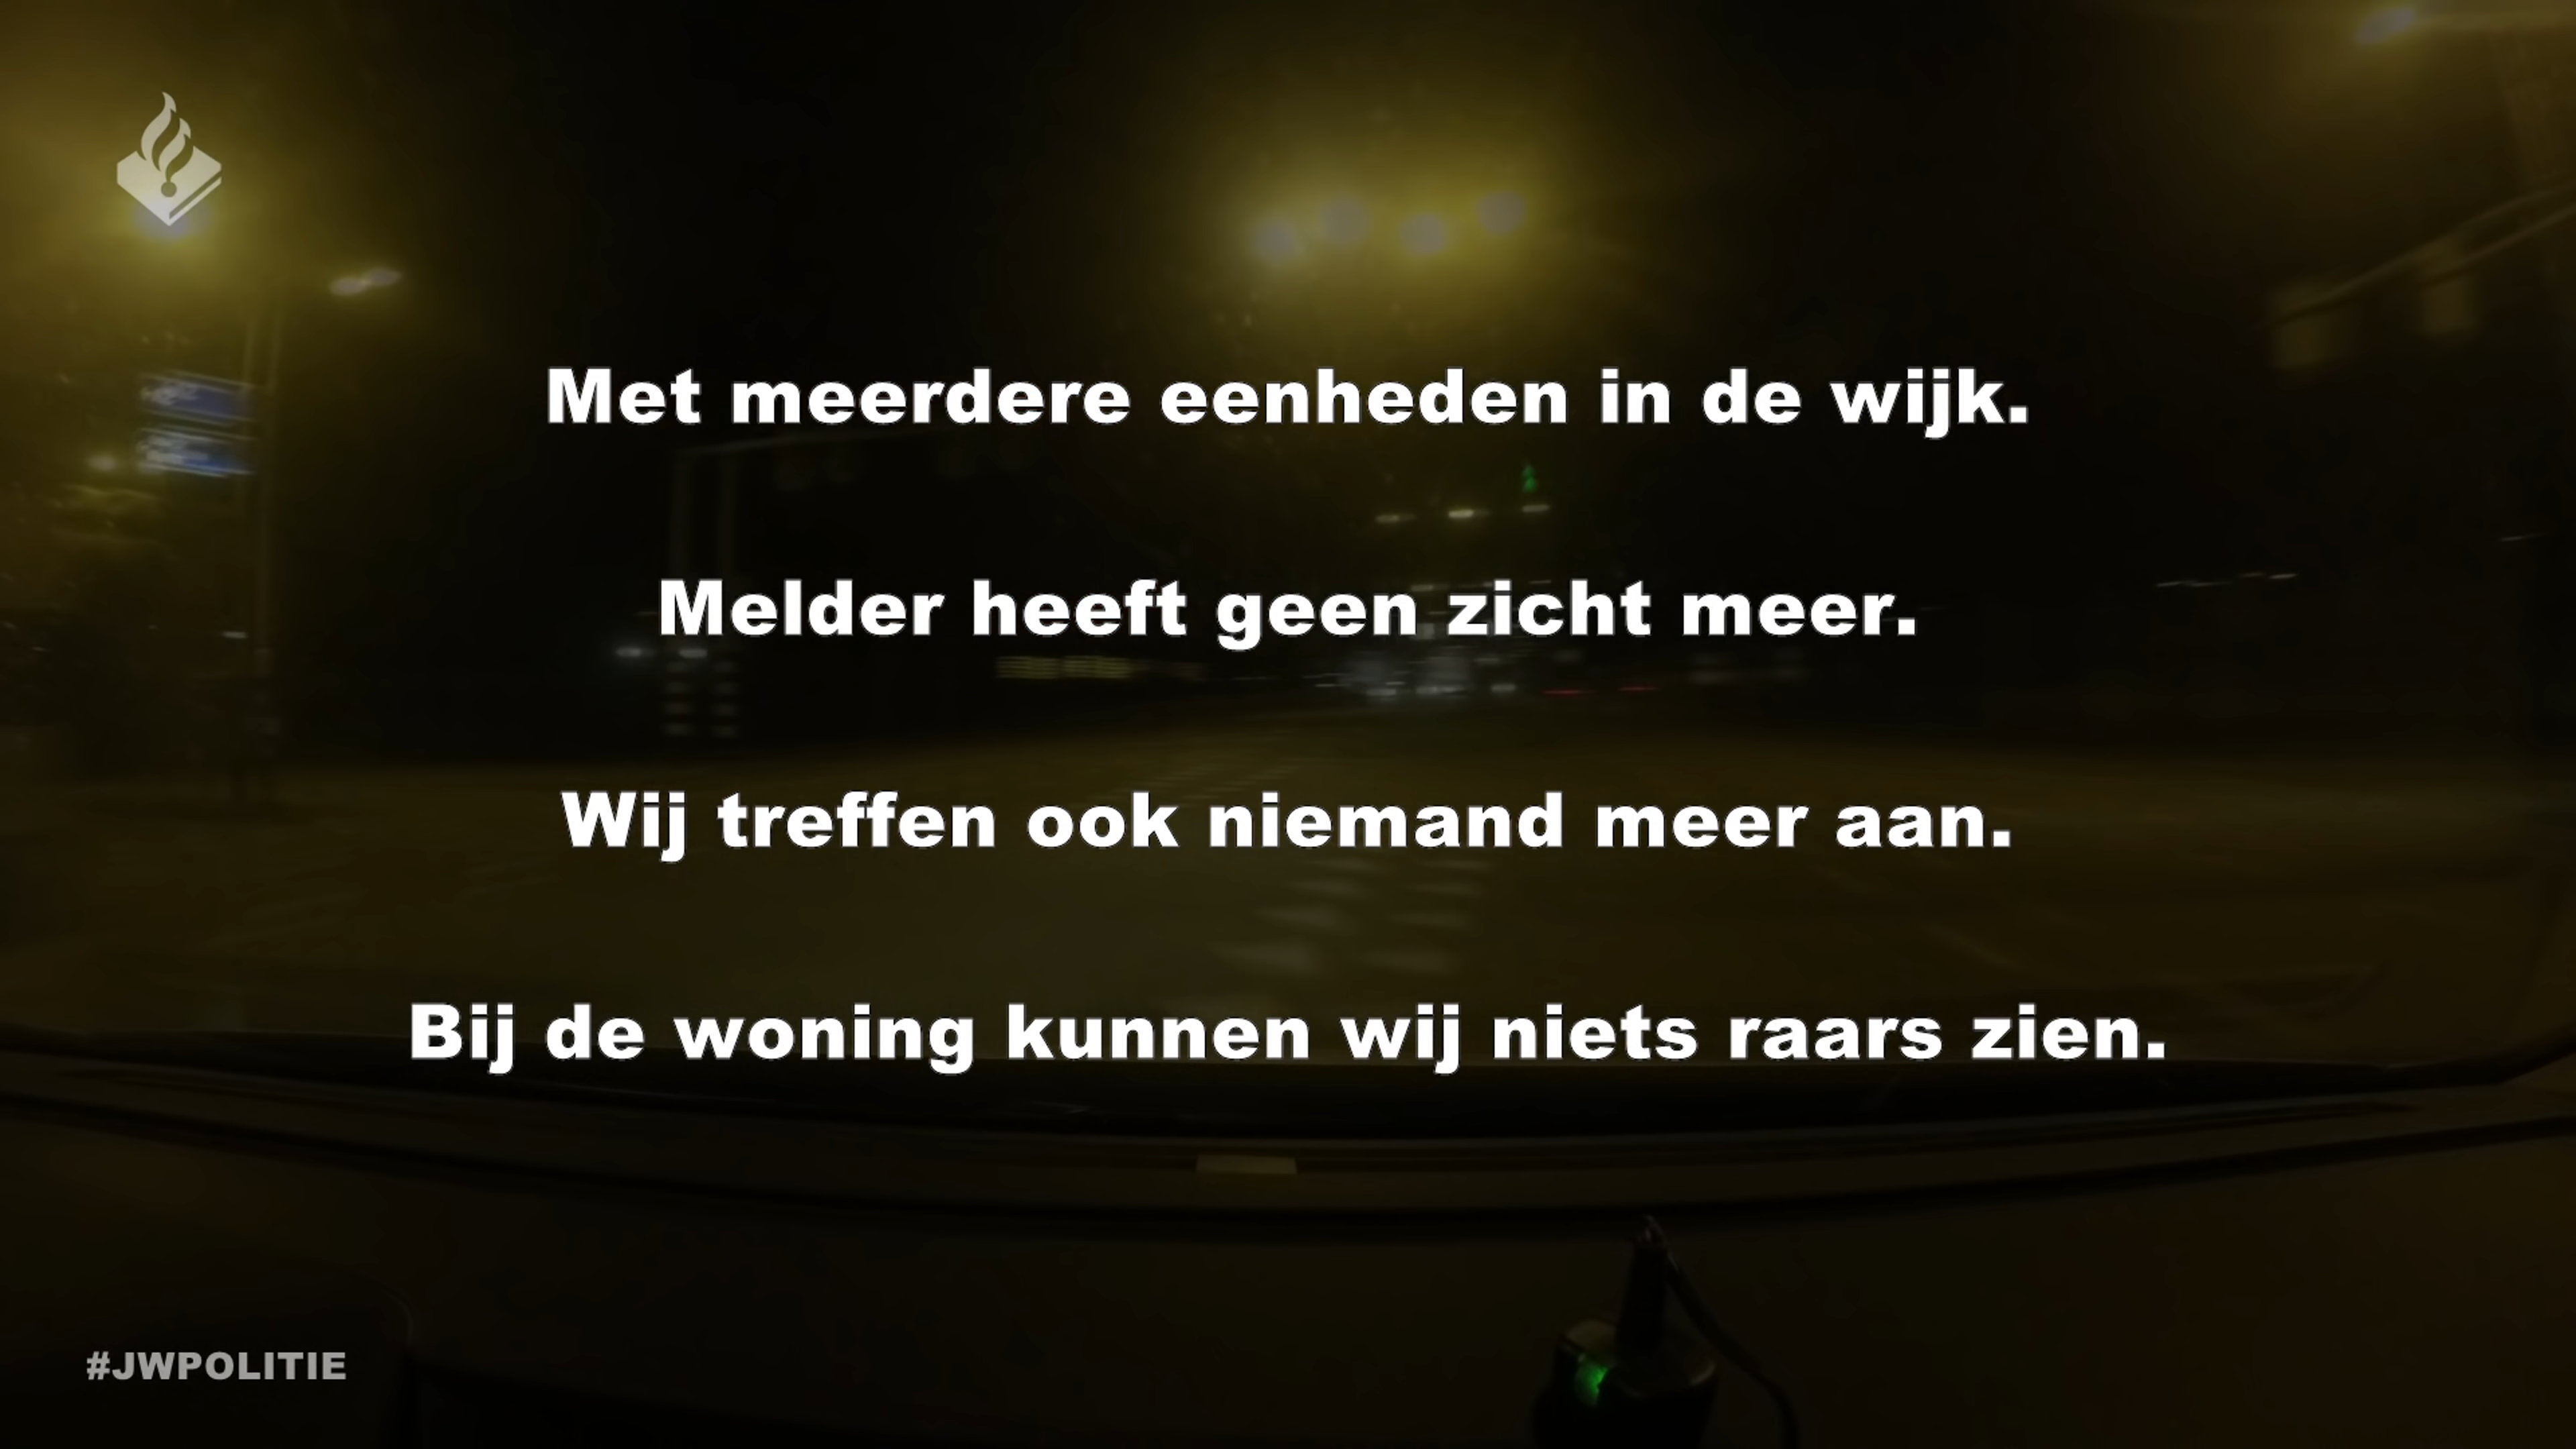 Met meerdere eenheden in de wijk.
Melder heeft geen zicht meer.
Wij treffen ook niemand meer aan.
Bij de woning kunnen wij niets raars zien.
#JWPOLITIE